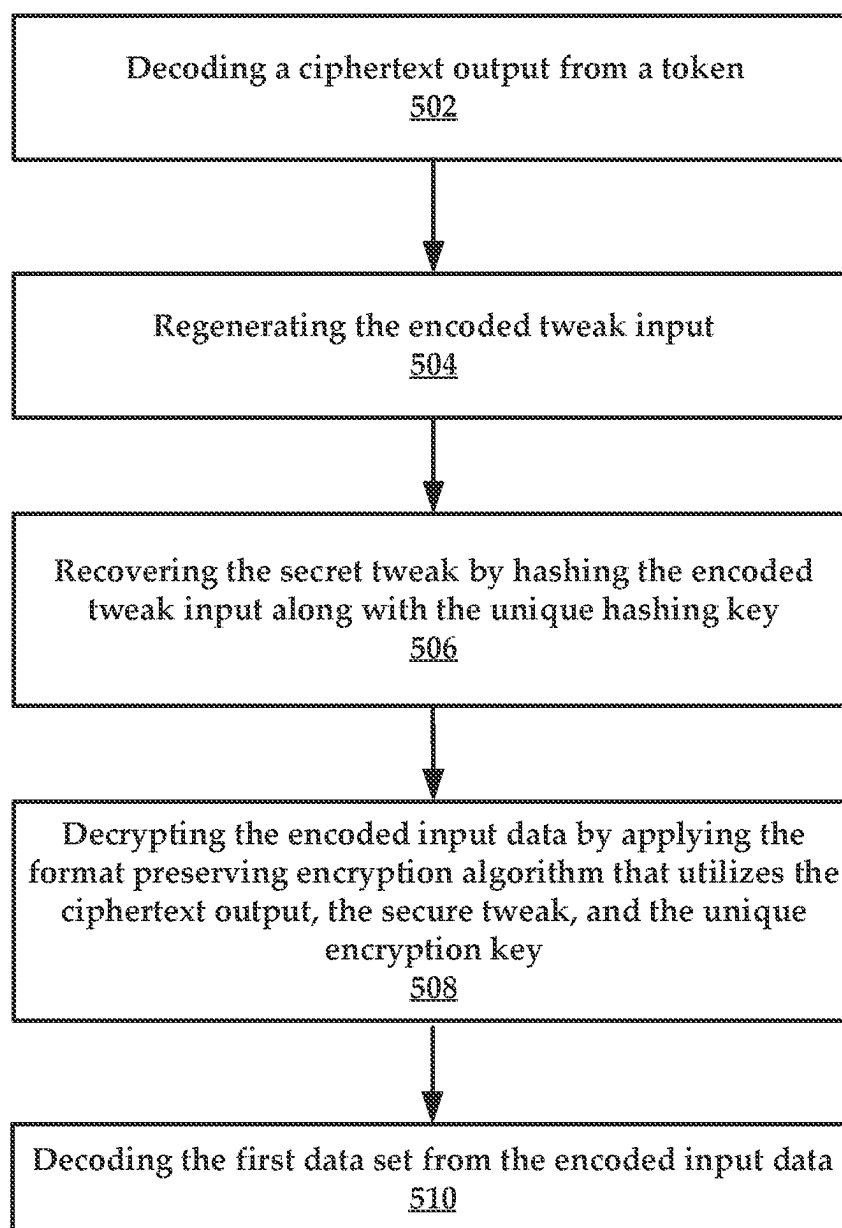 Decoding a ciphertext output from a token
502
Regenerating the encoded tweak input
504
Recovering the secret tweak by hashing the encoded
tweak input along with the unique hashing key
506
Decrypting the encoded input data by applying the
format preserving encryption algorithm that utilizes the
ciphertext output, the secure tweak, and the unique
encryption key
508
Decoding the first data set from the encoded input data
510